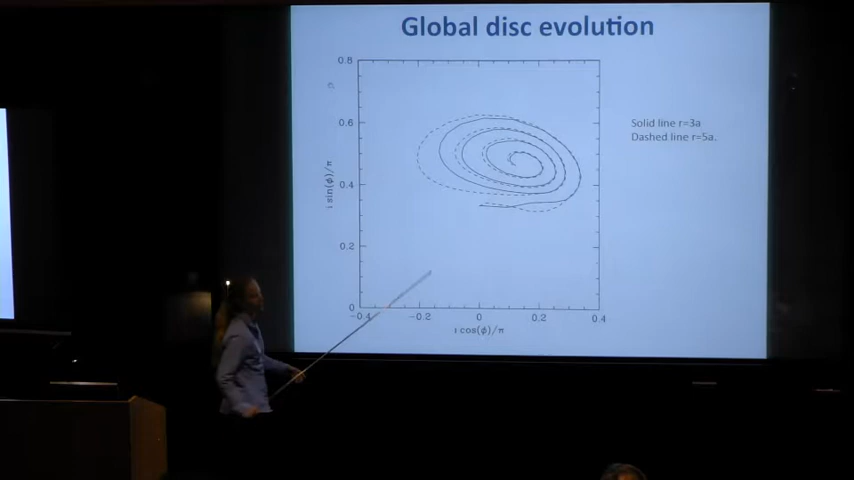 Global disc evolution
0.8
0.6
0.4
0.2
0
i sin(ϕ)/π
−0.4
−0.2
0
0.2
0.4
i cos(ϕ)/π
Solid line r=3a
Dashed line r=5a.